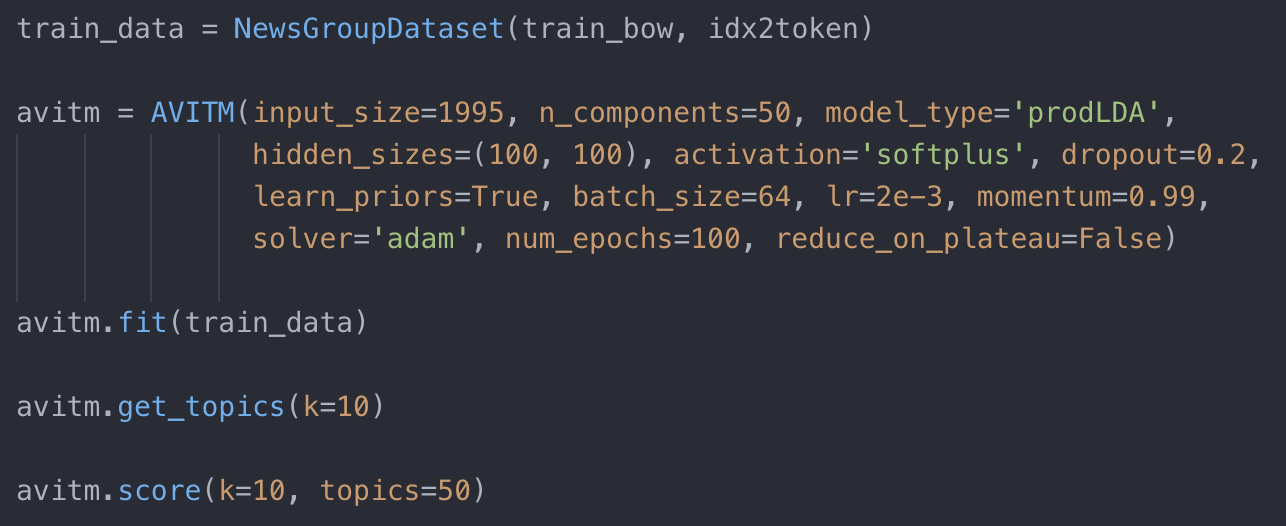 train_data = NewsGroupDataset(train_bow, idx2token)
avitm = AVITM(input_size=1995, n_components=50, model_type='prodLDA',
hidden_sizes=(100, 100), activation='softplus', dropout=0.2,
learn_priors=True, batch_size=64, lr=2e-3, momentum=0.99,
solver='adam', num_epochs=100, reduce_on_plateau=False)
avitm.fit(train_data)
avitm.get_topics(k=10)
avitm.score(k=10, topics=50)